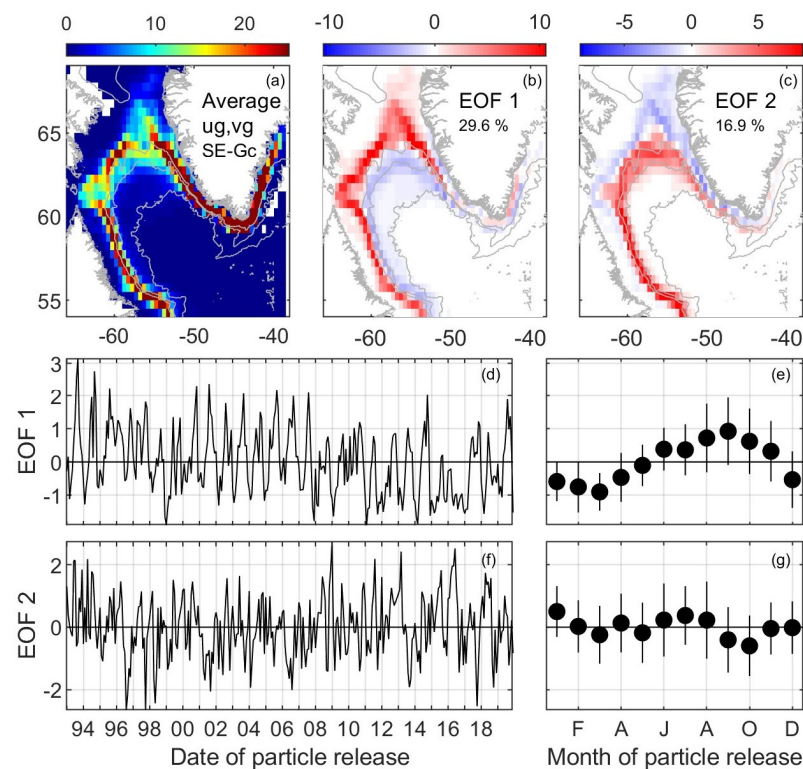 0 10 20
-10 0 10
-5 0 5
(a)
Average
ug,vg
SE-Gc
(b)
EOF 1
29.6 %
(c)
EOF 2
16.9 %
65
60
55
-60 -50 -40
-60 -50 -40
-60 -50 -40
EOF 1
3
2
1
0
-1
(d)
(e)
EOF 2
2
0
-2
(f)
(g)
94 96 98 00 02 04 06 08 10 12 14 16 18
F A J A O D
Date of particle release
Month of particle release